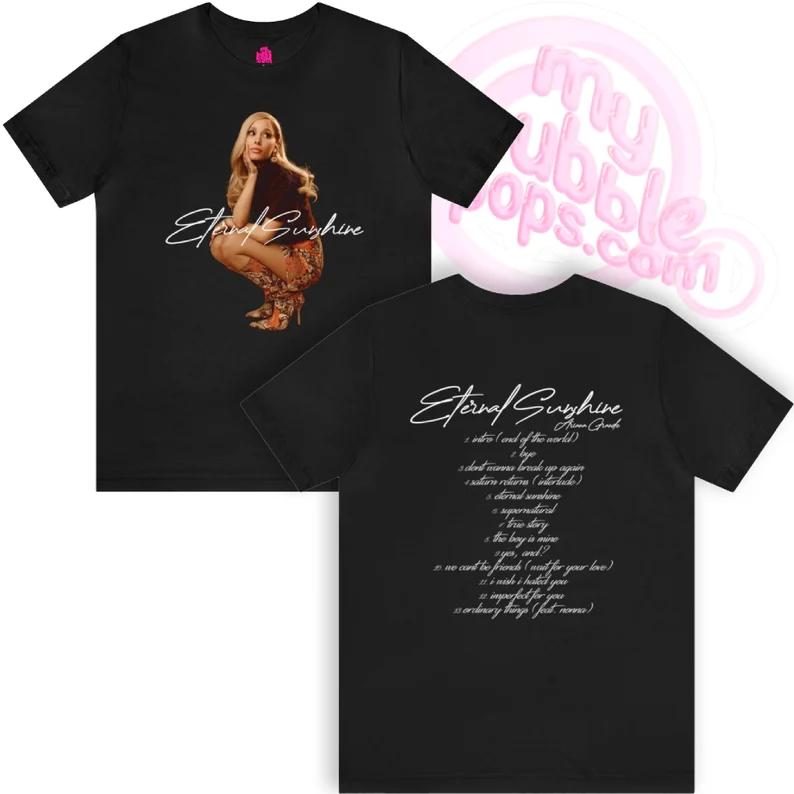 my
bubble
pops.com
Eternal Sunshine
Eternal Sunshine
Ariana Grande
1. intro ( end of the world )
2. bye
3. dont wanna break up again
4. saturn returns ( interlude )
5. eternal sunshine
6. supernatural
7. true story
8. the boy is mine
9. yes, and?
10. we cant be friends ( wait for your love )
11. i wish i hated you
12. imperfect for you
13. ordinary things ( feat. nonna )